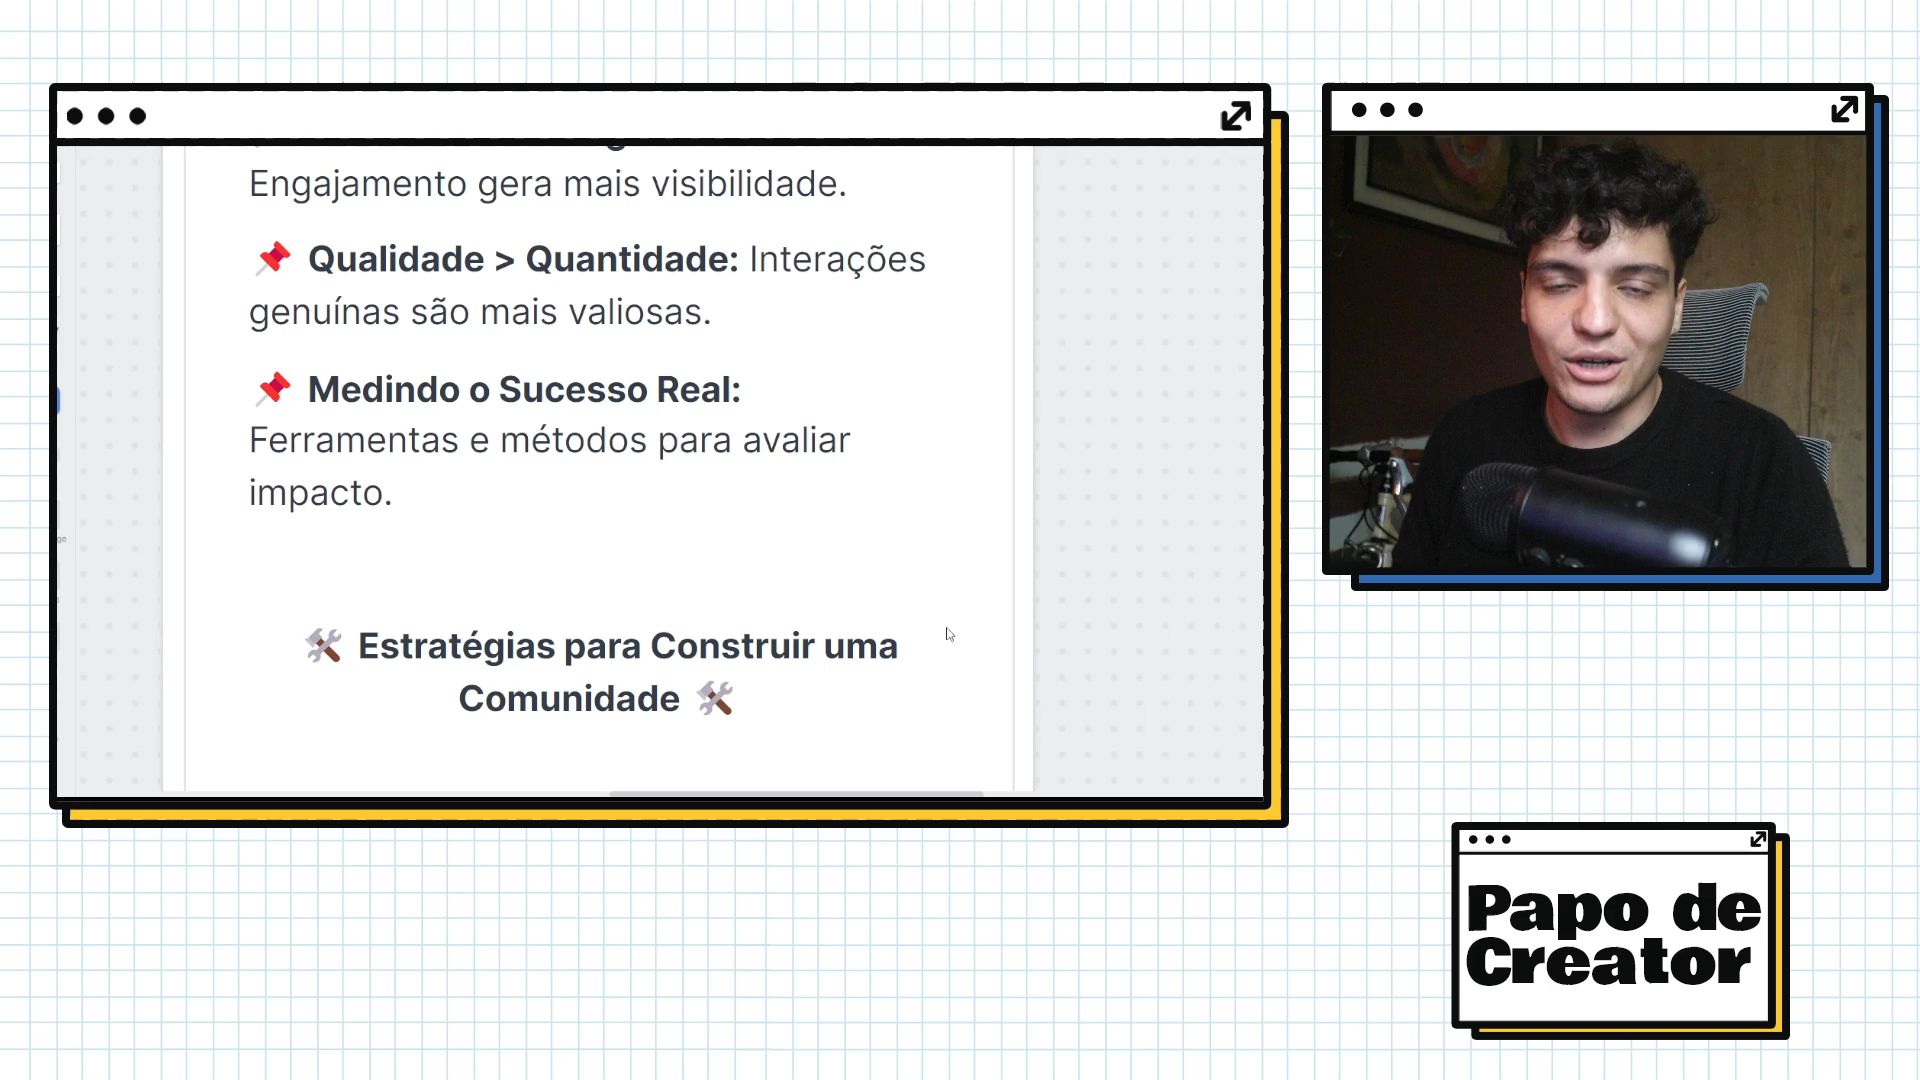 Engajamento gera mais visibilidade.
📌 Qualidade > Quantidade: Interações
genuínas são mais valiosas.
📌 Medindo o Sucesso Real:
Ferramentas e métodos para avaliar
impacto.
🛠 Estratégias para Construir uma
Comunidade 🛠
Papo de
Creator